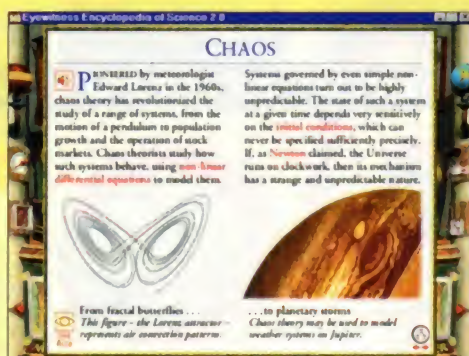 Eyewitness Encyclopedia of Science 2.0
CHAOS
PIONEERED by meteorologist
Edward Lorenz in the 1960s,
chaos theory has revolutionized the
study of a range of systems, from the
motion of a pendulum to population
growth and the operation of stock
markets. Chaos theorists study how
such systems behave, using non-linear
differential equations to model them.
Systems governed by even simple non-
linear equations turn out to be highly
unpredictable. The state of such a system
at a given time depends very sensitively
on the initial conditions, which can
never be specified sufficiently precisely.
If, as Newton claimed, the Universe
runs on clockwork, then its mechanism
has a strange and unpredictable nature.
From fractal butterflies . . .
This figure – the Lorenz attractor –
represents air convection patterns.
. . .to planetary storms
Chaos theory may be used to model
weather systems on Jupiter.